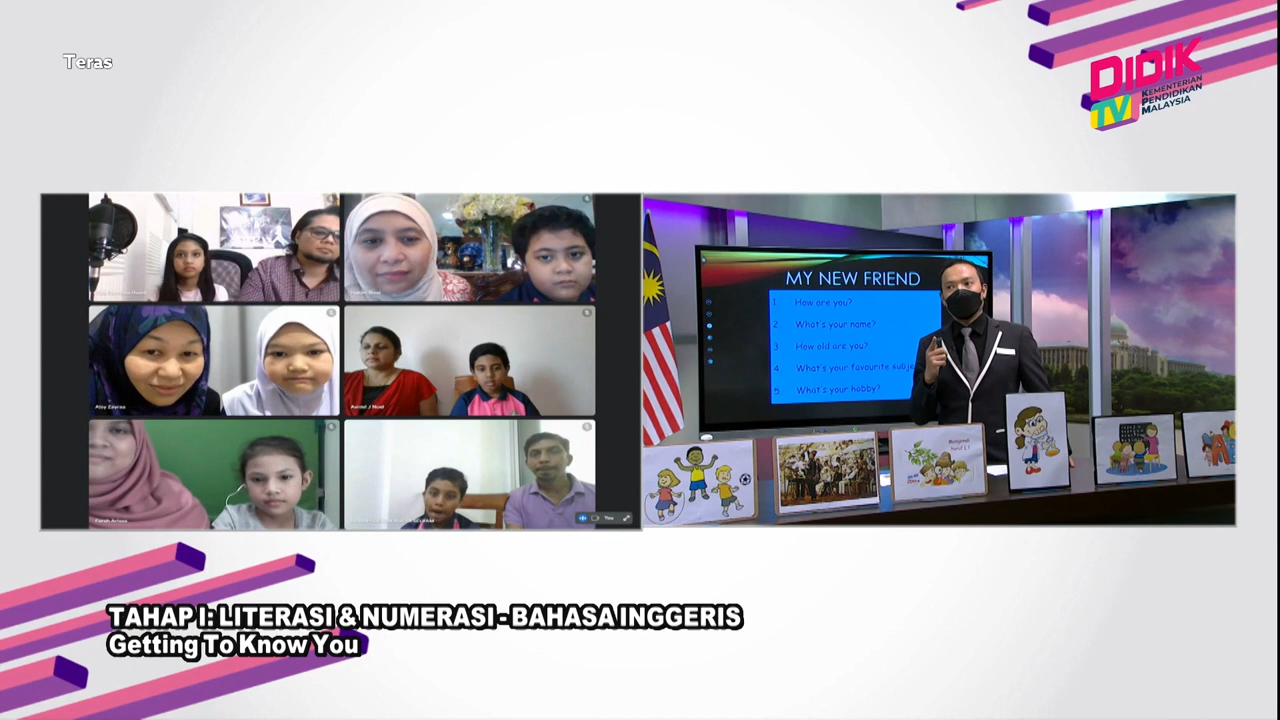 Teras
DIDIK
TV
KEMENTERIAN
PENDIDIKAN
MALAYSIA
MY NEW FRIEND
1 How are you?
2 What's your name?
3 How old are you?
4. What's your favourite subje
5. What's your hobby?
You
TAHAP I: LITERASI & NUMERASI - BAHASA INGGERIS
Getting To Know You